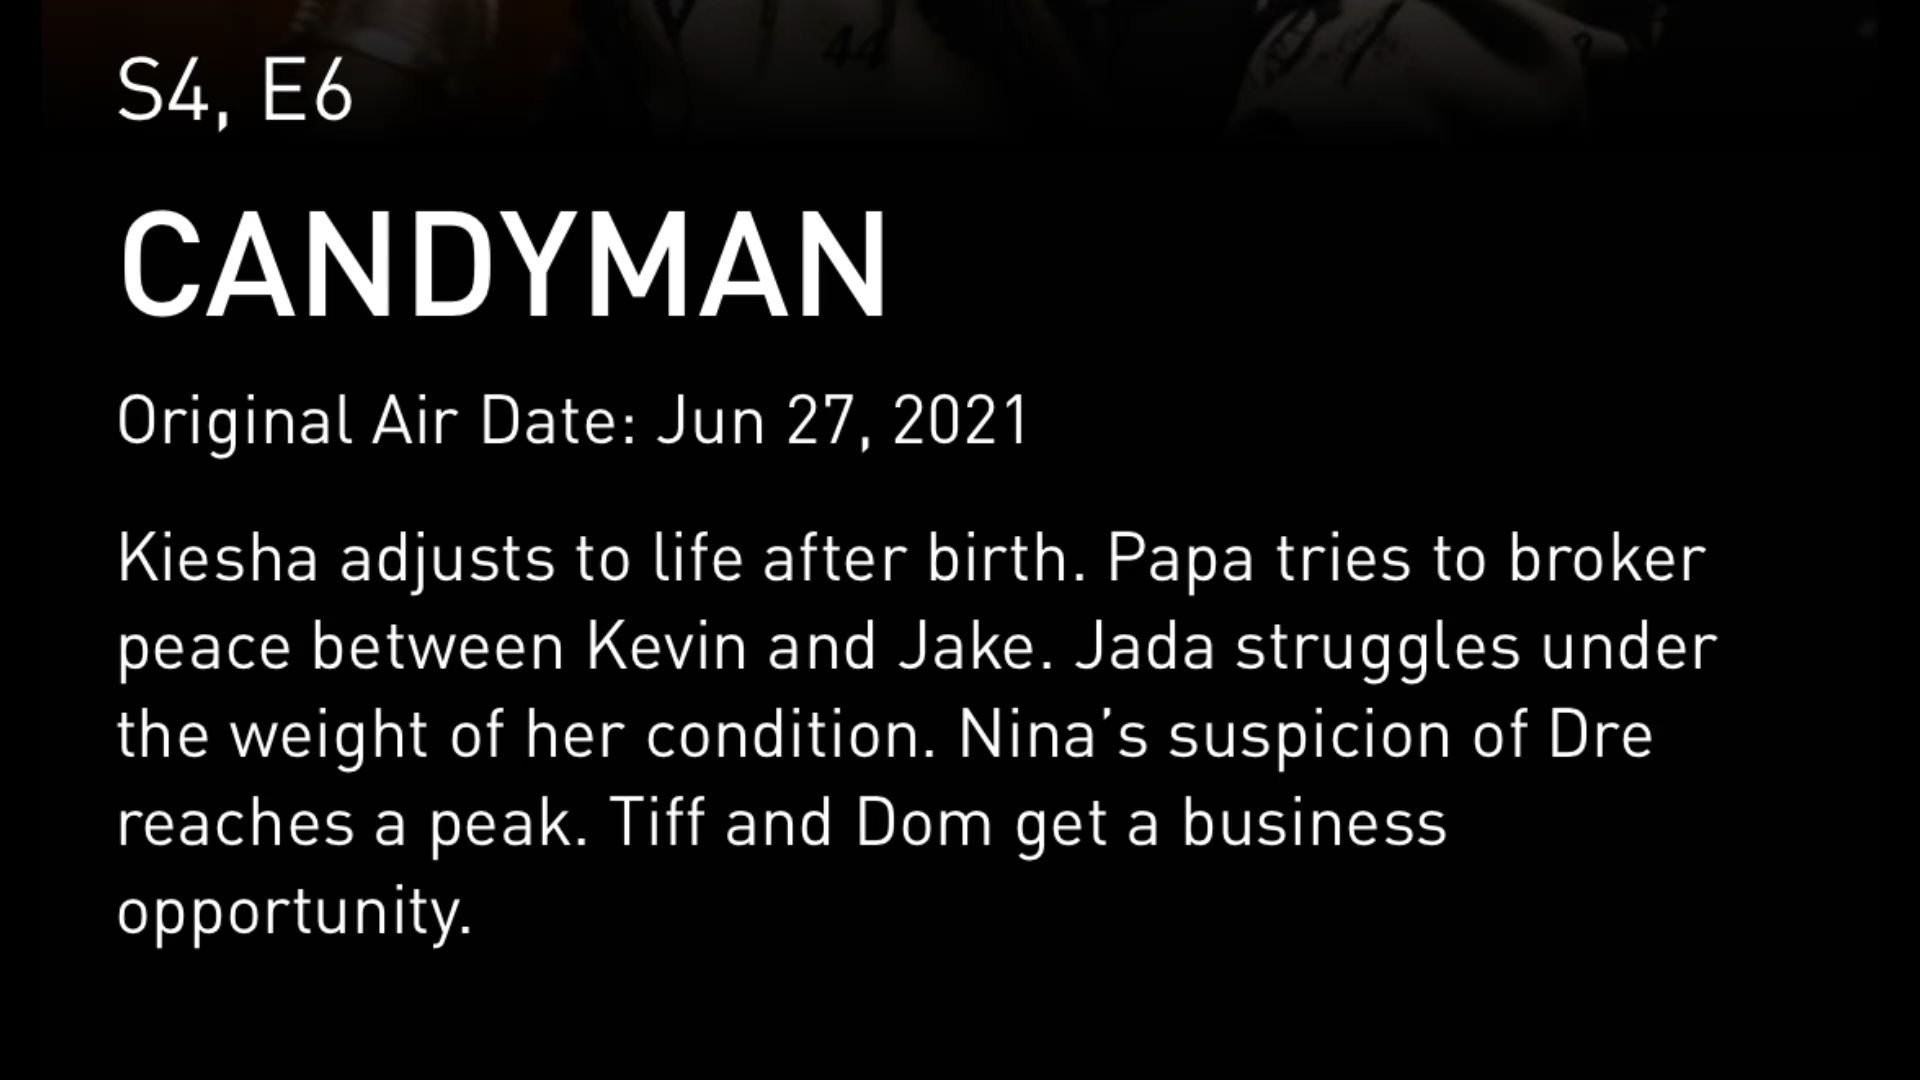 44
S4, E6
CANDYMAN
Original Air Date: Jun 27, 2021
Kiesha adjusts to life after birth. Papa tries to broker
peace between Kevin and Jake. Jada struggles under
the weight of her condition. Nina’s suspicion of Dre
reaches a peak. Tiff and Dom get a business
opportunity.